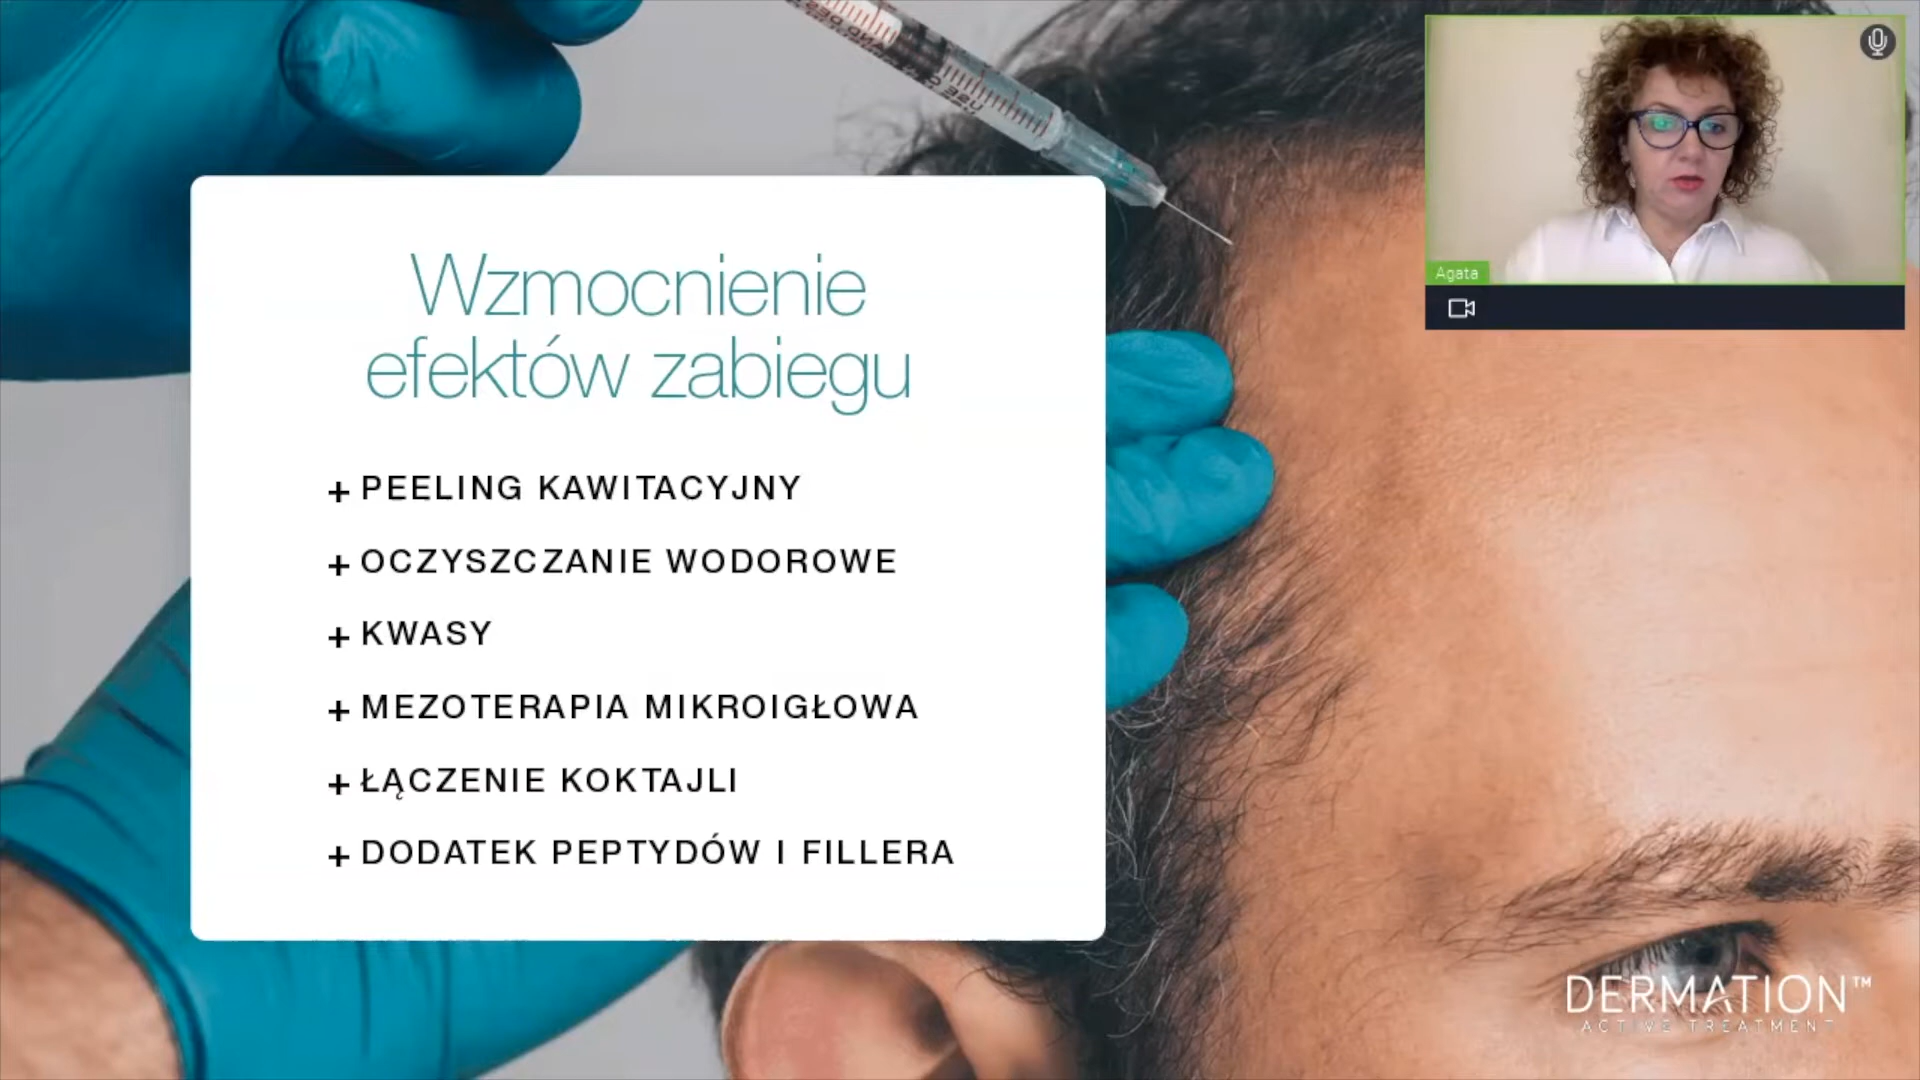 Wzmocnienie
efektów zabiegu
+ PEELING KAWITACYJNY
+ OCZYSZCZANIE WODOROWE
+ KWASY
+ MEZOTERAPIA MIKROIGŁOWA
+ ŁĄCZENIE KOKTAJLI
+ DODATEK PEPTYDÓW I FILLERA
Agata
DERMATION™
ACTIVE TREATMENT